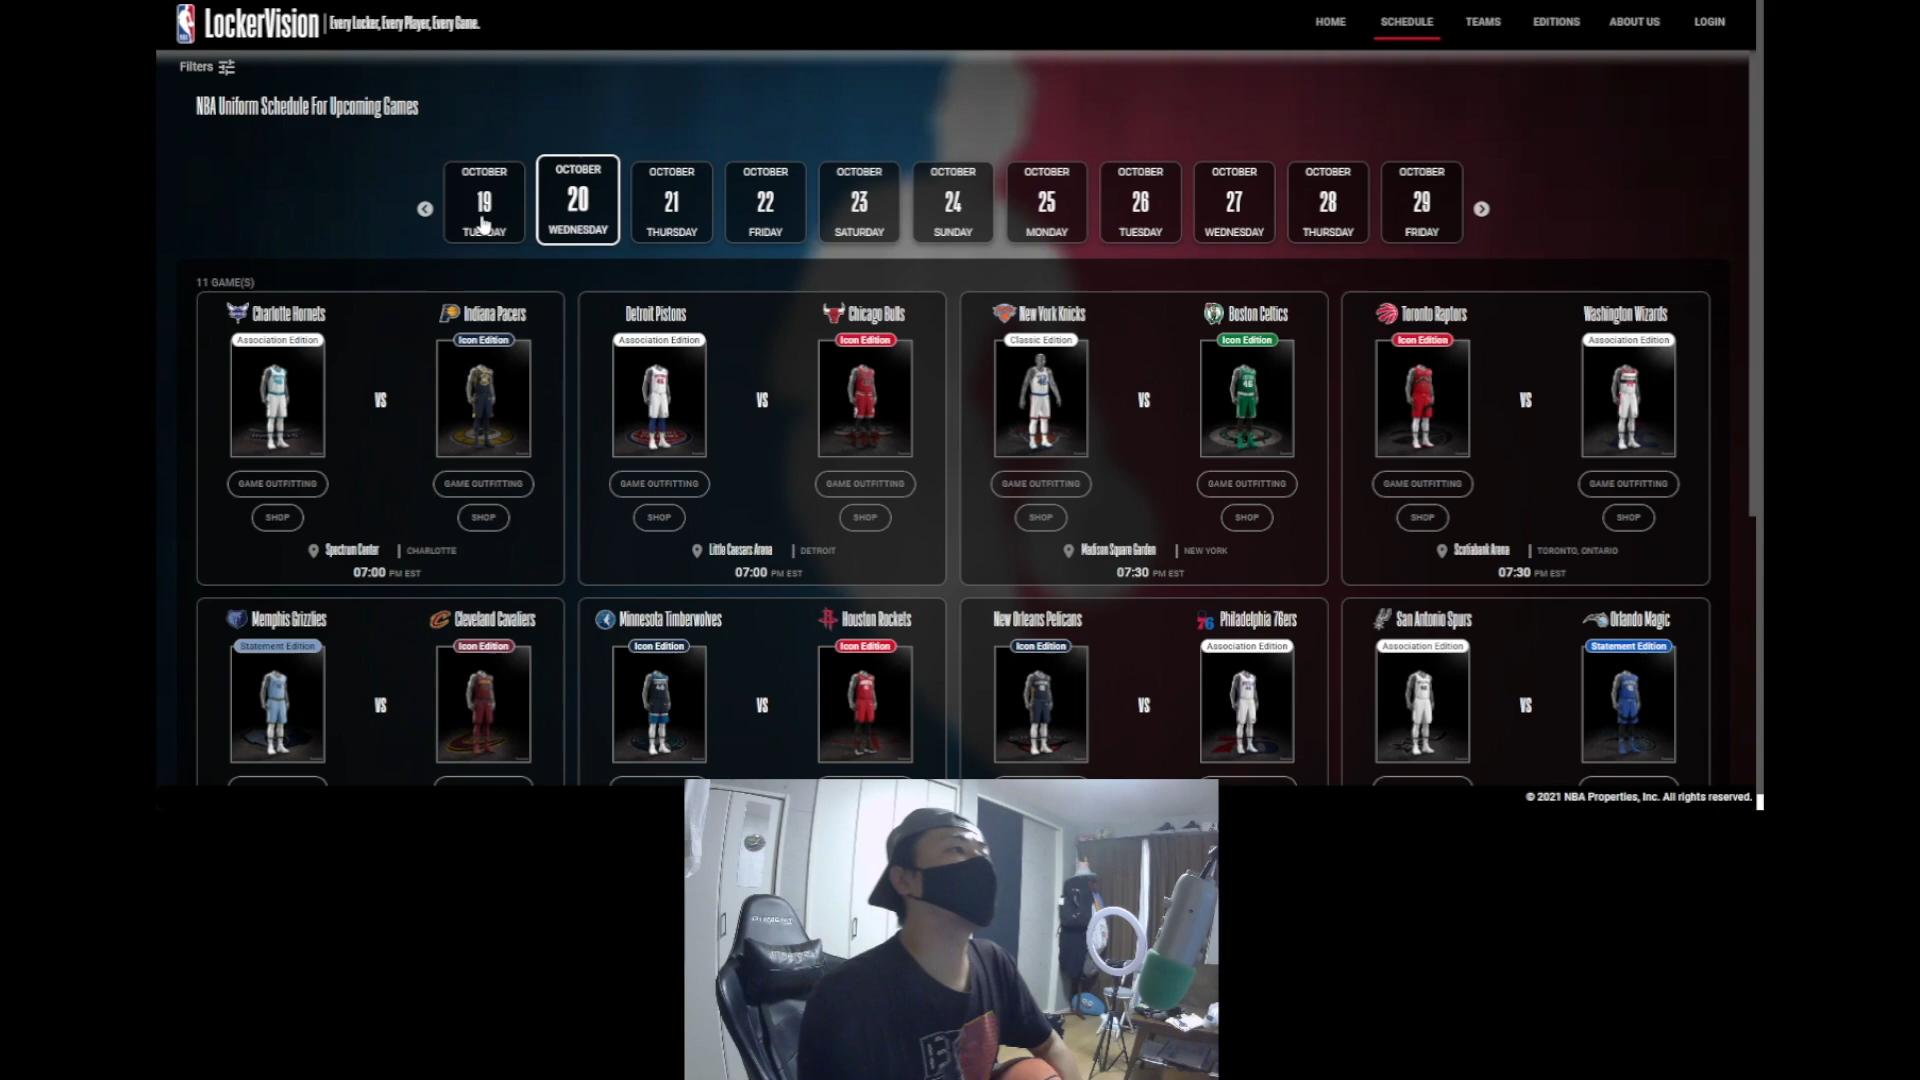 LockerVision | Every Locker, Every Player, Every Game.
HOME SCHEDULE TEAMS EDITIONS ABOUT US LOGIN
Filters
NBA Uniform Schedule For Upcoming Games
OCTOBER OCTOBER OCTOBER OCTOBER OCTOBER OCTOBER OCTOBER OCTOBER OCTOBER OCTOBER OCTOBER
19 20 21 22 23 24 25 26 27 28 29
TUESDAY WEDNESDAY THURSDAY FRIDAY SATURDAY SUNDAY MONDAY TUESDAY WEDNESDAY THURSDAY FRIDAY
11 GAME(S)
Charlotte Hornets Indiana Pacers Detroit Pistons Chicago Bulls New York Knicks Boston Celtics Toronto Raptors Washington Wizards
Association Edition Icon Edition Association Edition Icon Edition Classic Edition Icon Edition Icon Edition Association Edition
VS VS VS VS
GAME OUTFITTING GAME OUTFITTING GAME OUTFITTING GAME OUTFITTING GAME OUTFITTING GAME OUTFITTING GAME OUTFITTING GAME OUTFITTING
SHOP SHOP SHOP SHOP SHOP SHOP SHOP SHOP
Spectrum Center | CHARLOTTE Little Caesars Arena | DETROIT Madison Square Garden | NEW YORK Scotiabank Arena | TORONTO, ONTARIO
07:00 PM EST 07:00 PM EST 07:30 PM EST 07:30 PM EST
Memphis Grizzlies Cleveland Cavaliers Minnesota Timberwolves Houston Rockets New Orleans Pelicans Philadelphia 76ers San Antonio Spurs Orlando Magic
Statement Edition Icon Edition Icon Edition Icon Edition Icon Edition Association Edition Association Edition Statement Edition
VS VS VS VS
© 2021 NBA Properties, Inc. All rights reserved.